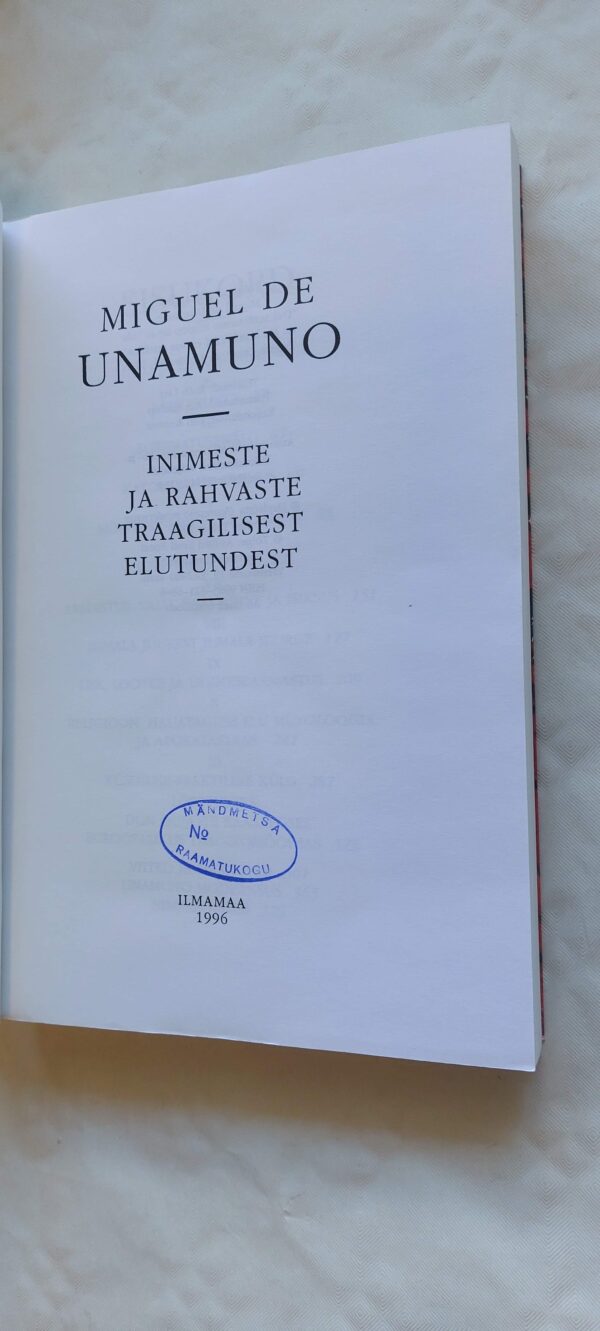 MIGUEL DE
UNAMUNO
INIMESTE
JA RAHVASTE
TRAAGILISEST
ELUTUNDEST
MÄNDMETSA
No
RAAMATUKOGU
ILMAMAA
1996